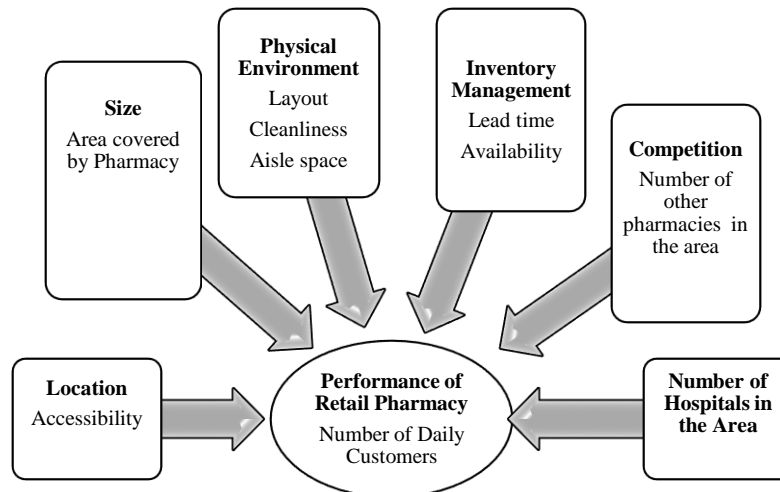 Size
Area covered
by Pharmacy
Physical
Environment
Layout
Cleanliness
Aisle space
Inventory
Management
Lead time
Availability
Competition
Number of
other
pharmacies in
the area
Location
Accessibility
Performance of
Retail Pharmacy
Number of Daily
Customers
Number of
Hospitals in
the Area